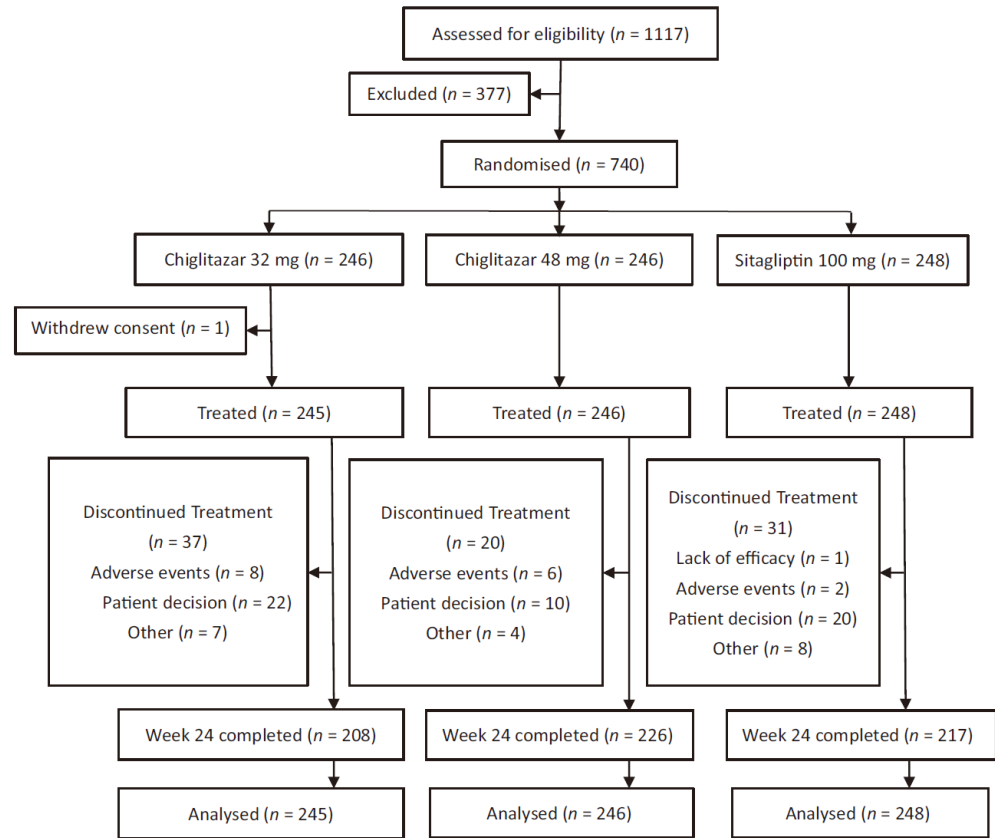 Assessed for eligibility (n = 1117)
Excluded (n = 377)
Randomised (n = 740)
Chiglitazar 32 mg (n = 246)
Chiglitazar 48 mg (n = 246)
Sitagliptin 100 mg (n = 248)
Withdrew consent (n = 1)
Treated (n = 245)
Treated (n = 246)
Treated (n = 248)
Discontinued Treatment
(n = 37)
Adverse events (n = 8)
Patient decision (n = 22)
Other (n = 7)
Discontinued Treatment
(n = 20)
Adverse events (n = 6)
Patient decision (n = 10)
Other (n = 4)
Discontinued Treatment
(n = 31)
Lack of efficacy (n = 1)
Adverse events (n = 2)
Patient decision (n = 20)
Other (n = 8)
Week 24 completed (n = 208)
Week 24 completed (n = 226)
Week 24 completed (n = 217)
Analysed (n = 245)
Analysed (n = 246)
Analysed (n = 248)